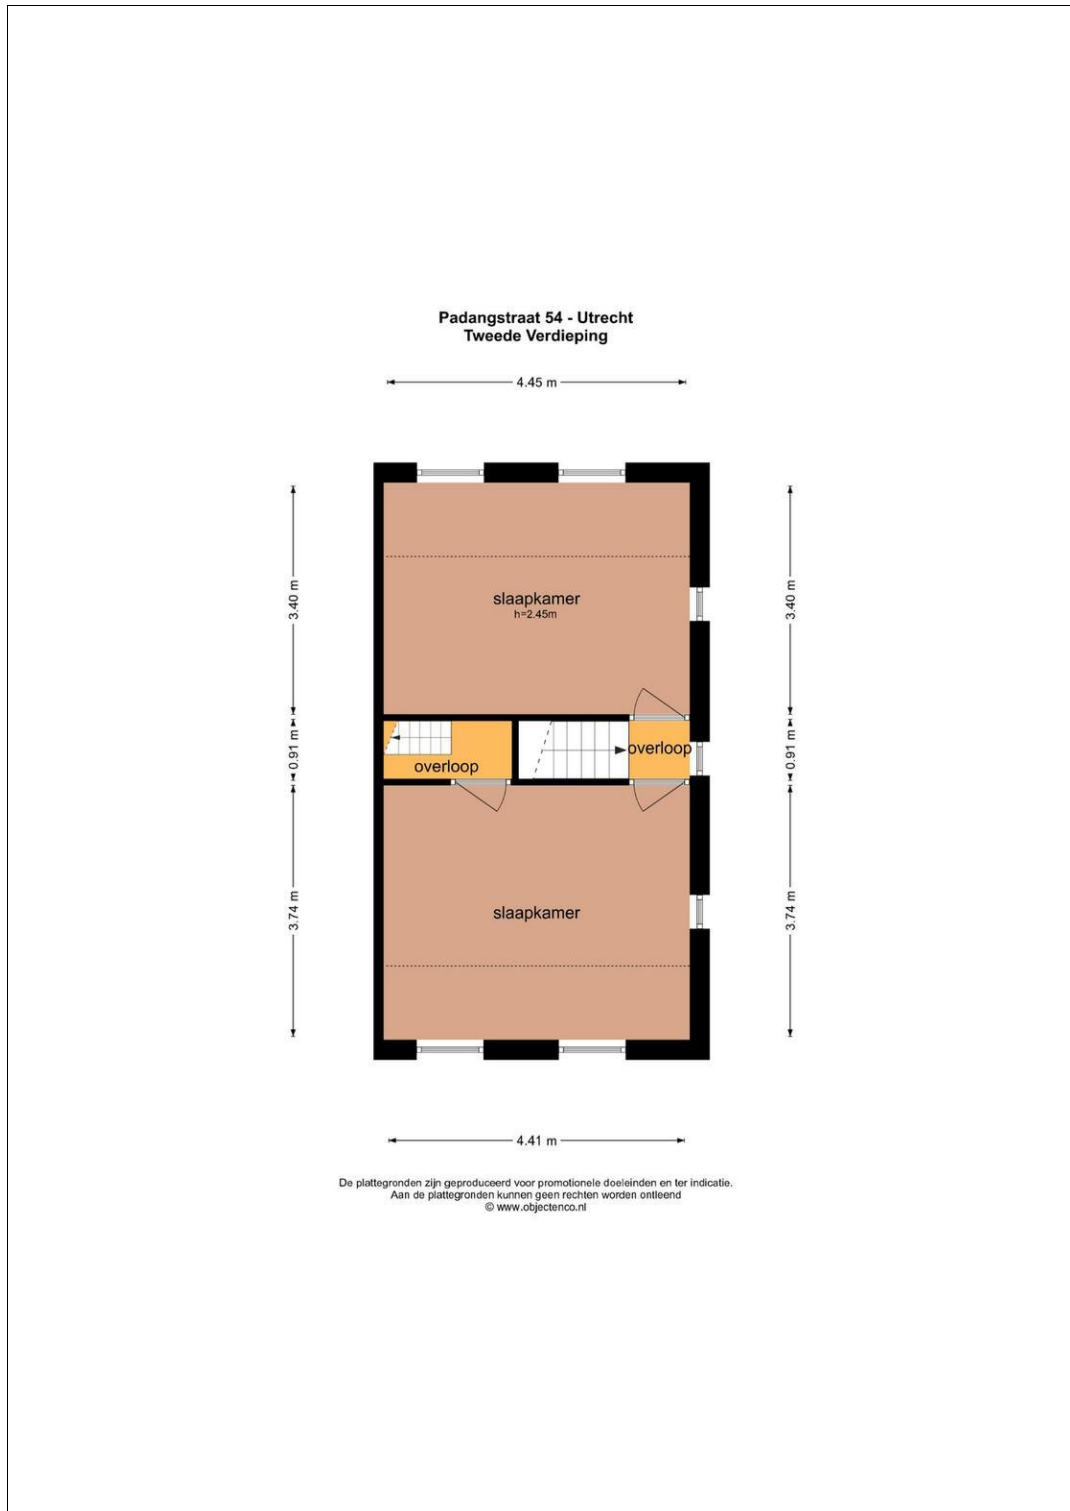 Padangstraat 54 - Utrecht
Tweede Verdieping
4.45 m
3.40 m
3.40 m
slaapkamer
h=2.45m
0.91 m
overloop
overloop
0.91 m
3.74 m
slaapkamer
3.74 m
4.41 m
De plattegronden zijn geproduceerd voor promotionele doeleinden en ter indicatie.
Aan de plattegronden kunnen geen rechten worden ontleend
© www.objectenco.nl